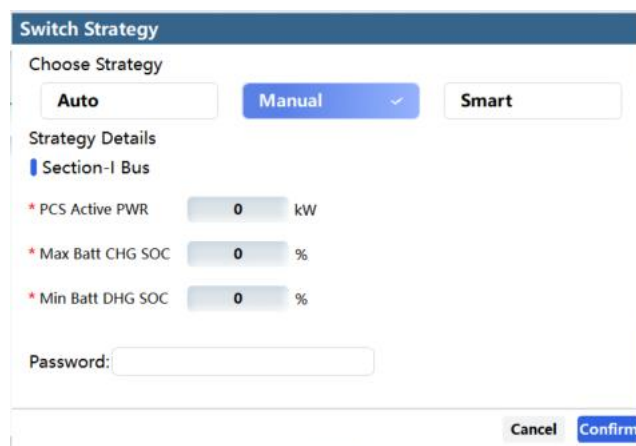 Switch Strategy
Choose Strategy
Auto Manual Smart
Strategy Details
Section-I Bus
* PCS Active PWR 0 kW
* Max Batt CHG SOC 0 %
* Min Batt DHG SOC 0 %
Password:
Cancel Confirm